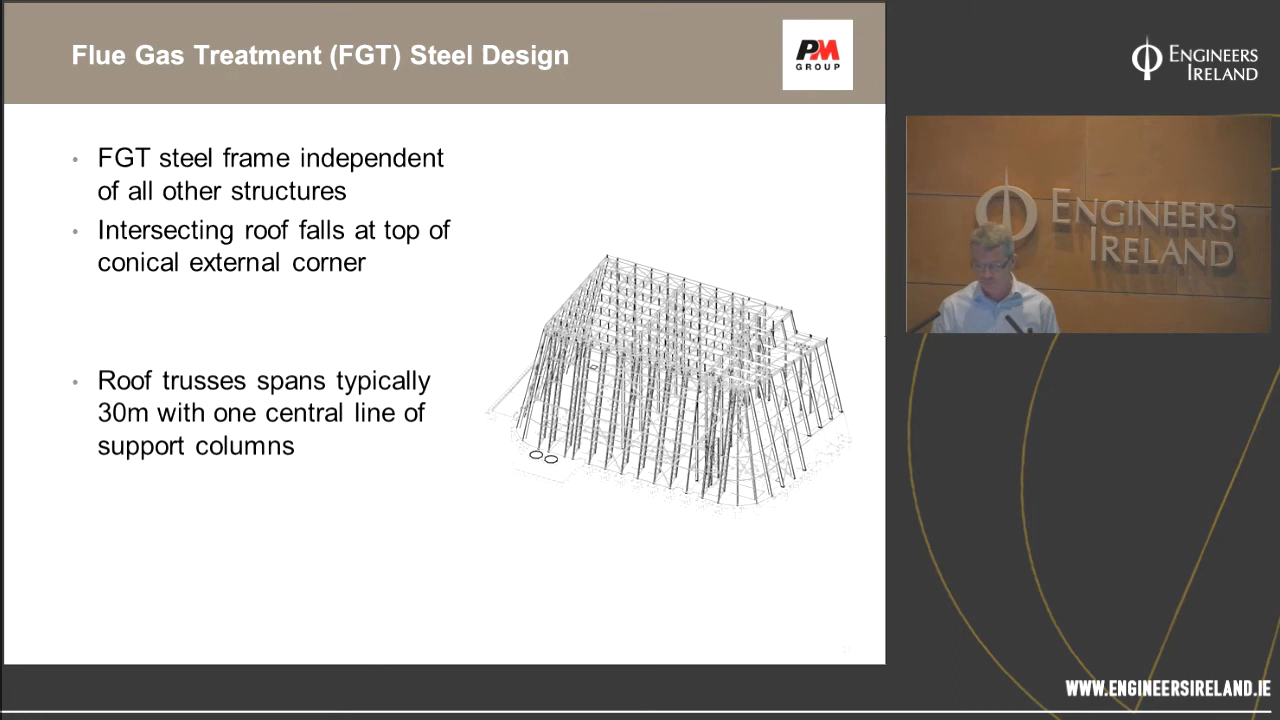 Flue Gas Treatment (FGT) Steel Design
PM
GROUP
ENGINEERS
IRELAND
• FGT steel frame independent
of all other structures
• Intersecting roof falls at top of
conical external corner
• Roof trusses spans typically
30m with one central line of
support columns
ENGINEERS
IRELAND
WWW.ENGINEERSIRELAND.IE